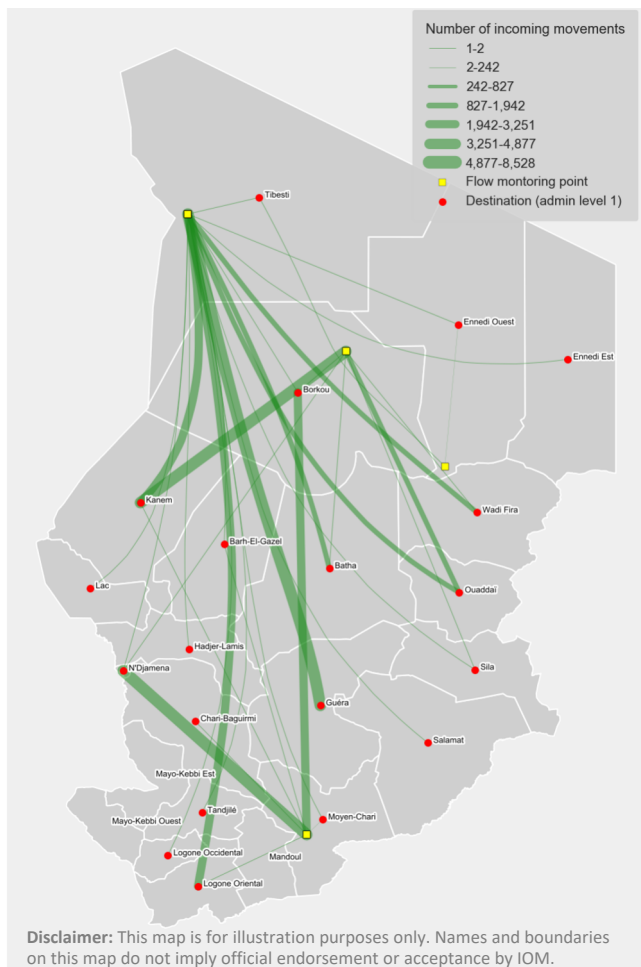 Number of incoming movements
1-2
2-242
242-827
827-1,942
1,942-3,251
3,251-4,877
4,877-8,528
Flow montoring point
Destination (admin level 1)
Tibesti
Ennedi Ouest
Ennedi Est
Borkou
Kanem
Wadi Fira
Barh-El-Gazel
Batha
Lac
Ouaddaï
Hadjer-Lamis
N'Djamena
Sila
Guéra
Chari-Baguirmi
Salamat
Mayo-Kebbi Est
Tandjilé
Mayo-Kebbi Ouest
Moyen-Chari
Logone Occidental
Mandoul
Logone Oriental
Disclaimer: This map is for illustration purposes only. Names and boundaries
on this map do not imply official endorsement or acceptance by IOM.